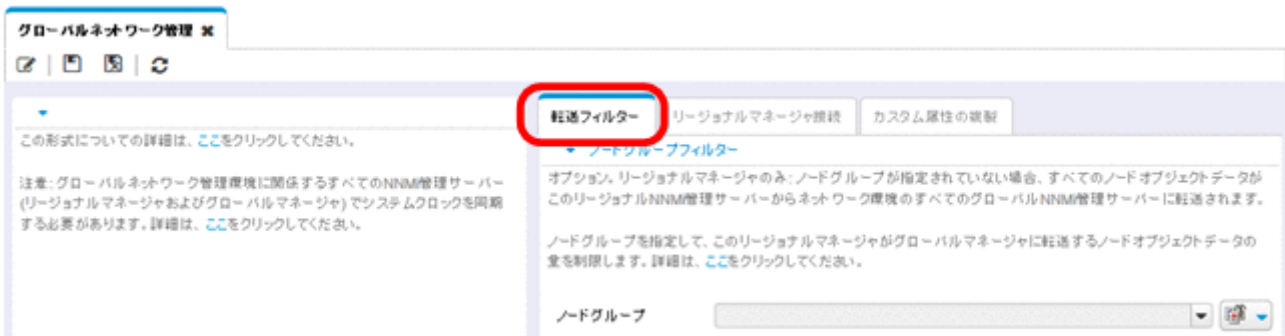 グローバルネットワーク管理 ✖
この形式についての詳細は、ここをクリックしてください。
注意:グローバルネットワーク管理環境に関係するすべてのNNMi管理サーバー
(リージョナルマネージャおよびグローバルマネージャ)でシステムクロックを同期
する必要があります。詳細は、ここをクリックしてください。
転送フィルター
リージョナルマネージャ接続
カスタム属性の複製
ノードグループフィルター
オプション。リージョナルマネージャのみ:ノードグループが指定されていない場合、すべてのノードオブジェクトデータが
このリージョナルNNMi管理サーバーからネットワーク環境のすべてのグローバルNNMi管理サーバーに転送されます。
ノードグループを指定して、このリージョナルマネージャがグローバルマネージャに転送するノードオブジェクトデータの
量を制限します。詳細は、ここをクリックしてください。
ノードグループ